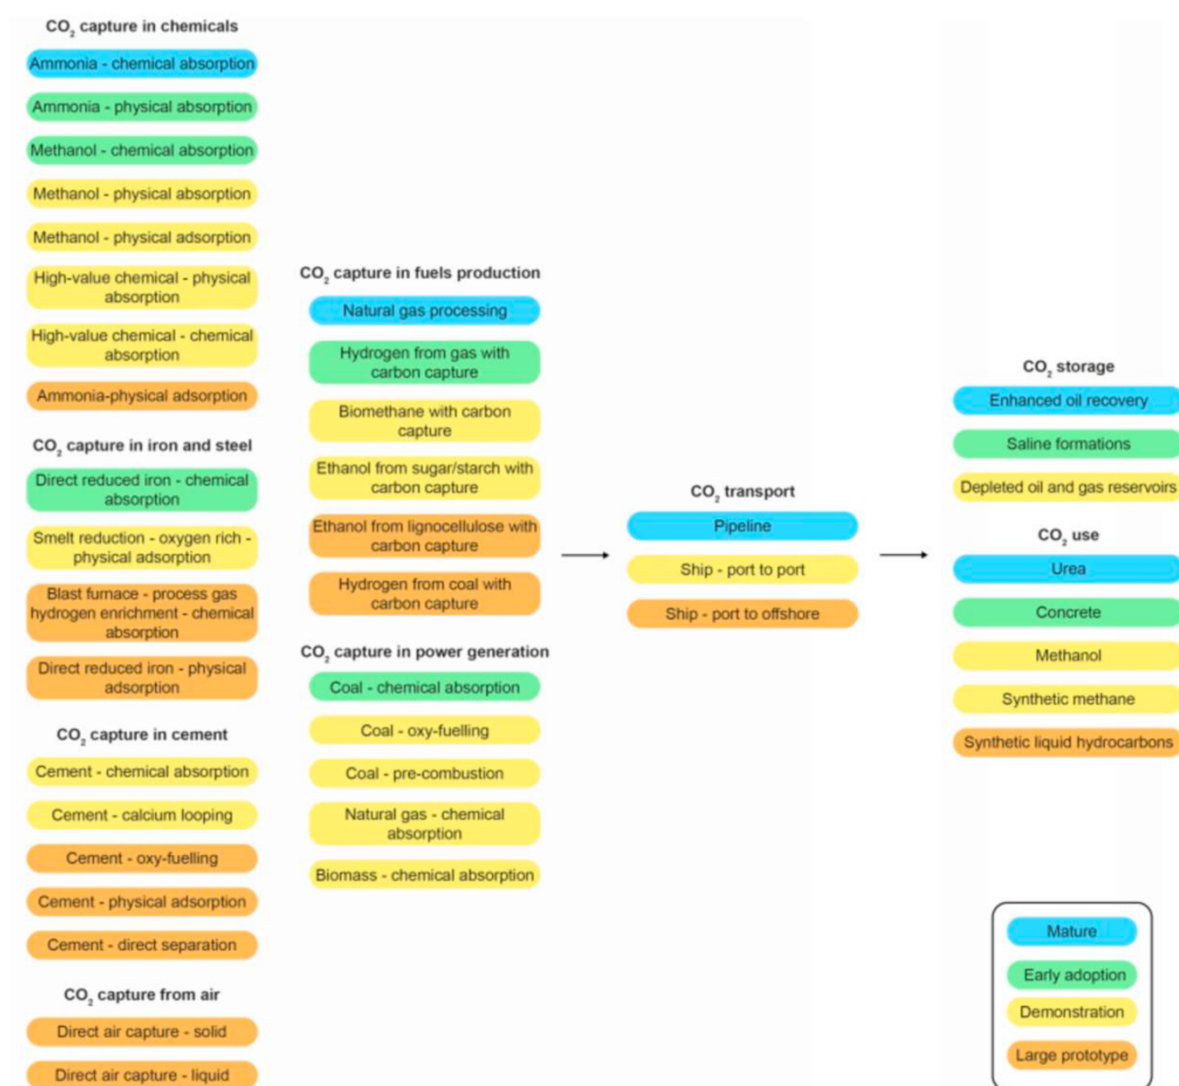 CO₂ capture in chemicals
Ammonia - chemical absorption
Ammonia - physical absorption
Methanol - chemical absorption
Methanol - physical absorption
Methanol - physical adsorption
High-value chemical - physical
absorption
High-value chemical - chemical
absorption
Ammonia-physical adsorption
CO₂ capture in iron and steel
Direct reduced iron - chemical
absorption
Smelt reduction - oxygen rich -
physical adsorption
Blast furnace - process gas
hydrogen enrichment - chemical
absorption
Direct reduced iron - physical
adsorption
CO₂ capture in cement
Cement - chemical absorption
Cement - calcium looping
Cement - oxy-fuelling
Cement - physical adsorption
Cement - direct separation
CO₂ capture from air
Direct air capture - solid
Direct air capture - liquid
CO₂ capture in fuels production
Natural gas processing
Hydrogen from gas with
carbon capture
Biomethane with carbon
capture
Ethanol from sugar/starch with
carbon capture
Ethanol from lignocellulose with
carbon capture
Hydrogen from coal with
carbon capture
CO₂ capture in power generation
Coal - chemical absorption
Coal - oxy-fuelling
Coal - pre-combustion
Natural gas - chemical
absorption
Biomass - chemical absorption
CO₂ transport
Pipeline
Ship - port to port
Ship - port to offshore
CO₂ storage
Enhanced oil recovery
Saline formations
Depleted oil and gas reservoirs
CO₂ use
Urea
Concrete
Methanol
Synthetic methane
Synthetic liquid hydrocarbons
Mature
Early adoption
Demonstration
Large prototype